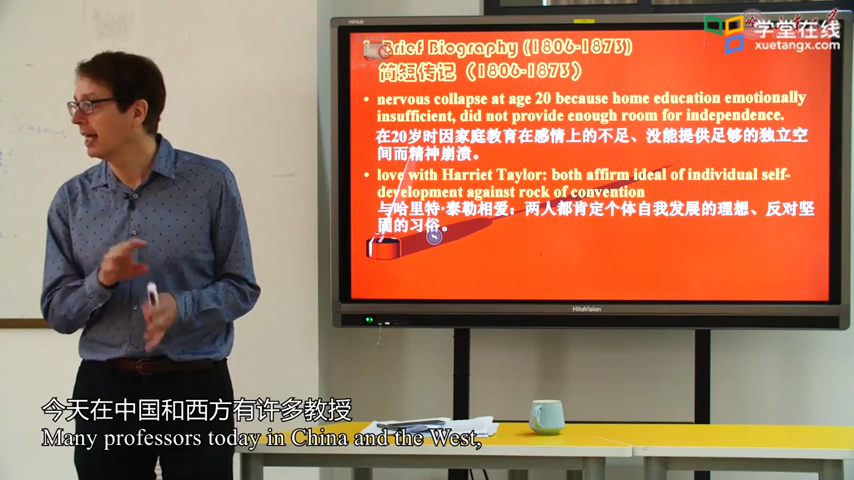 HiteVision
学堂在线
xuetangx.com
Brief Biography (1806-1873)
简短传记（1806-1873）
• nervous collapse at age 20 because home education emotionally
insufficient, did not provide enough room for independence.
在20岁时因家庭教育在感情上的不足、没能提供足够的独立空
间而精神崩溃。
• love with Harriet Taylor: both affirm ideal of individual self-
development against rock of convention
与哈里特·泰勒相爱：两人都肯定个体自我发展的理想、反对坚
固的习俗。
HiteVision
今天在中国和西方有许多教授
Many professors today in China and the West,